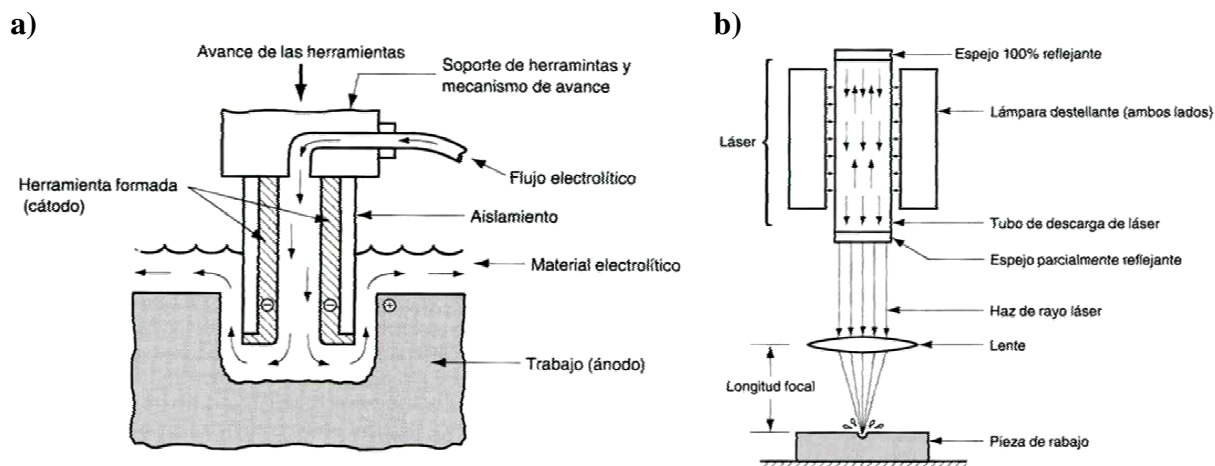 a)
Avance de las herramientas
Soporte de herramintas y
mecanismo de avance
Flujo electrolítico
Herramienta formada
(cátodo)
Aislamiento
Material electrolítico
⊖
⊖
⊕
Trabajo (ánodo)
b)
Espejo 100% reflejante
Lámpara destellante (ambos lados)
Láser
Tubo de descarga de láser
Espejo parcialmente reflejante
Haz de rayo láser
Lente
Longitud focal
Pieza de rabajo